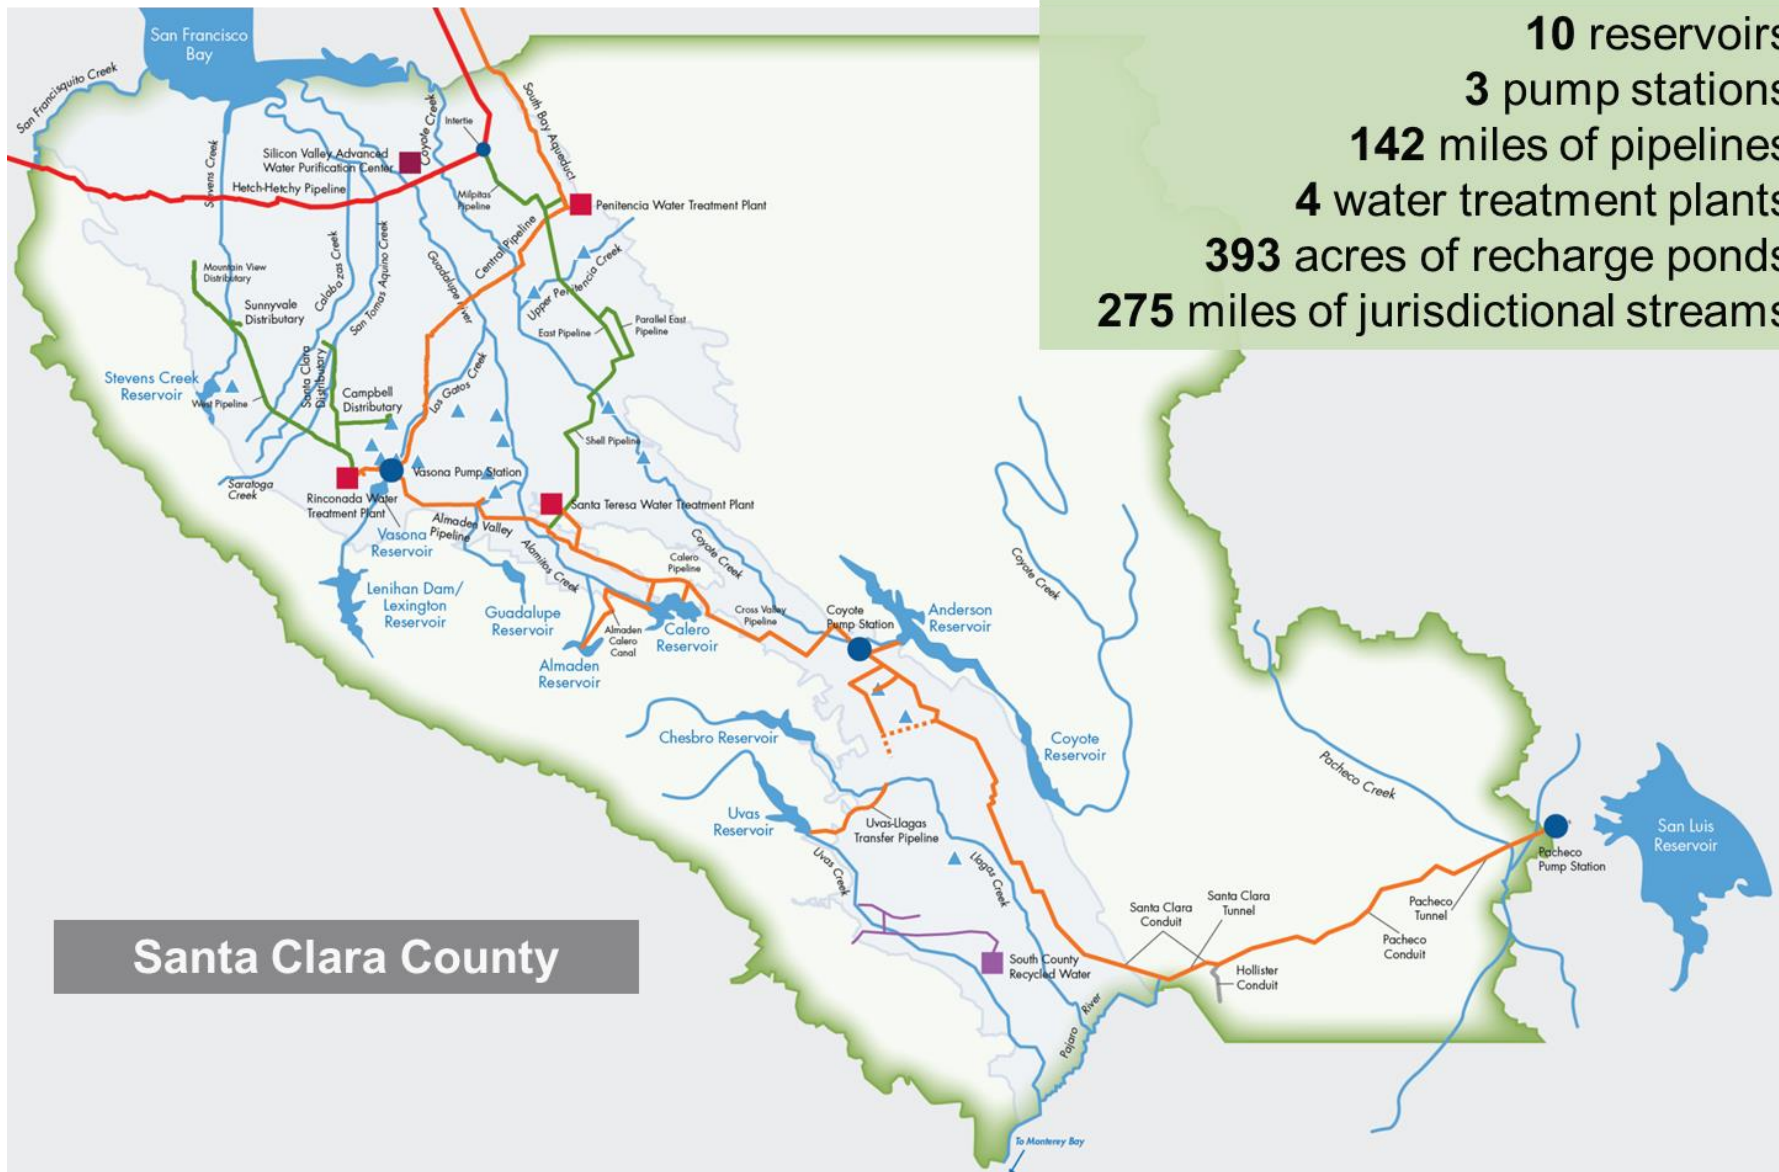 10 reservoirs
3 pump stations
142 miles of pipelines
4 water treatment plants
393 acres of recharge ponds
275 miles of jurisdictional streams
San Francisco
Bay
San Francisquito Creek
Stevens Creek
Silicon Valley Advanced
Water Purification Center
Coyote Creek
Intertie
South Bay Aqueduct
Hetch-Hetchy Pipeline
Milpitas
Pipeline
Penitencia Water Treatment Plant
Mountain View
Distributary
Sunnyvale
Distributary
Calabazas Creek
San Tomas Aquino Creek
Guadalupe River
Central Pipeline
Upper Penitencia Creek
East Pipeline
Parallel East
Pipeline
Stevens Creek
Reservoir
West Pipeline
Santa Clara
Distributary
Campbell
Distributary
Los Gatos Creek
Shell Pipeline
Saratoga
Creek
Rinconada Water
Treatment Plant
Vasona Pump Station
Santa Teresa Water Treatment Plant
Vasona
Reservoir
Almaden Valley
Pipeline
Alamitos Creek
Calero
Pipeline
Coyote Creek
Coyote Creek
Lenihan Dam/
Lexington
Reservoir
Guadalupe
Reservoir
Almaden
Calero
Canal
Almaden
Reservoir
Calero
Reservoir
Cross Valley
Pipeline
Coyote
Pump Station
Anderson
Reservoir
Chesbro Reservoir
Coyote
Reservoir
Pacheco Creek
Uvas
Reservoir
Uvas-Llagas
Transfer Pipeline
Uvas Creek
Llagas Creek
San Luis
Reservoir
Pacheco
Pump Station
Santa Clara
Conduit
Santa Clara
Tunnel
Pacheco
Tunnel
Pacheco
Conduit
Hollister
Conduit
South County
Recycled Water
Pajaro River
Santa Clara County
To Monterey Bay